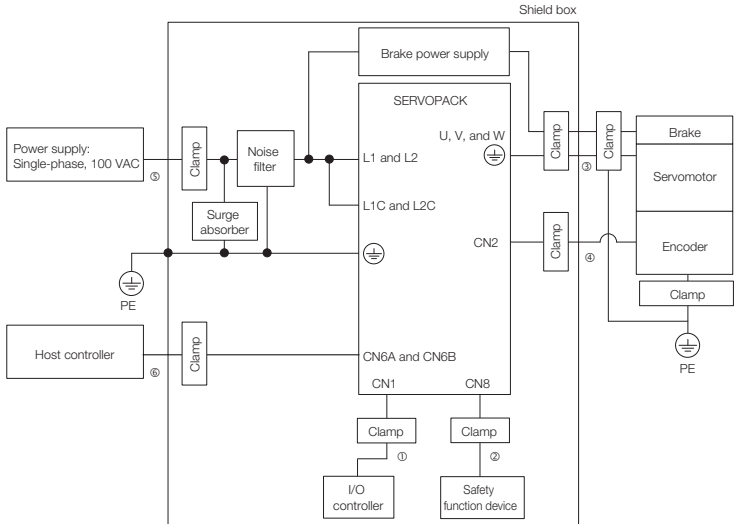 Shield box
Brake power supply
SERVOPACK
U, V, and W
Clamp
Clamp
Brake
Power supply:
Single-phase, 100 VAC
⑤
Clamp
Noise
filter
L1 and L2
③
Servomotor
L1C and L2C
Surge
absorber
CN2
Clamp
④
Encoder
PE
Clamp
Host controller
⑥
Clamp
CN6A and CN6B
PE
CN1
CN8
Clamp
Clamp
①
②
I/O
controller
Safety
function device